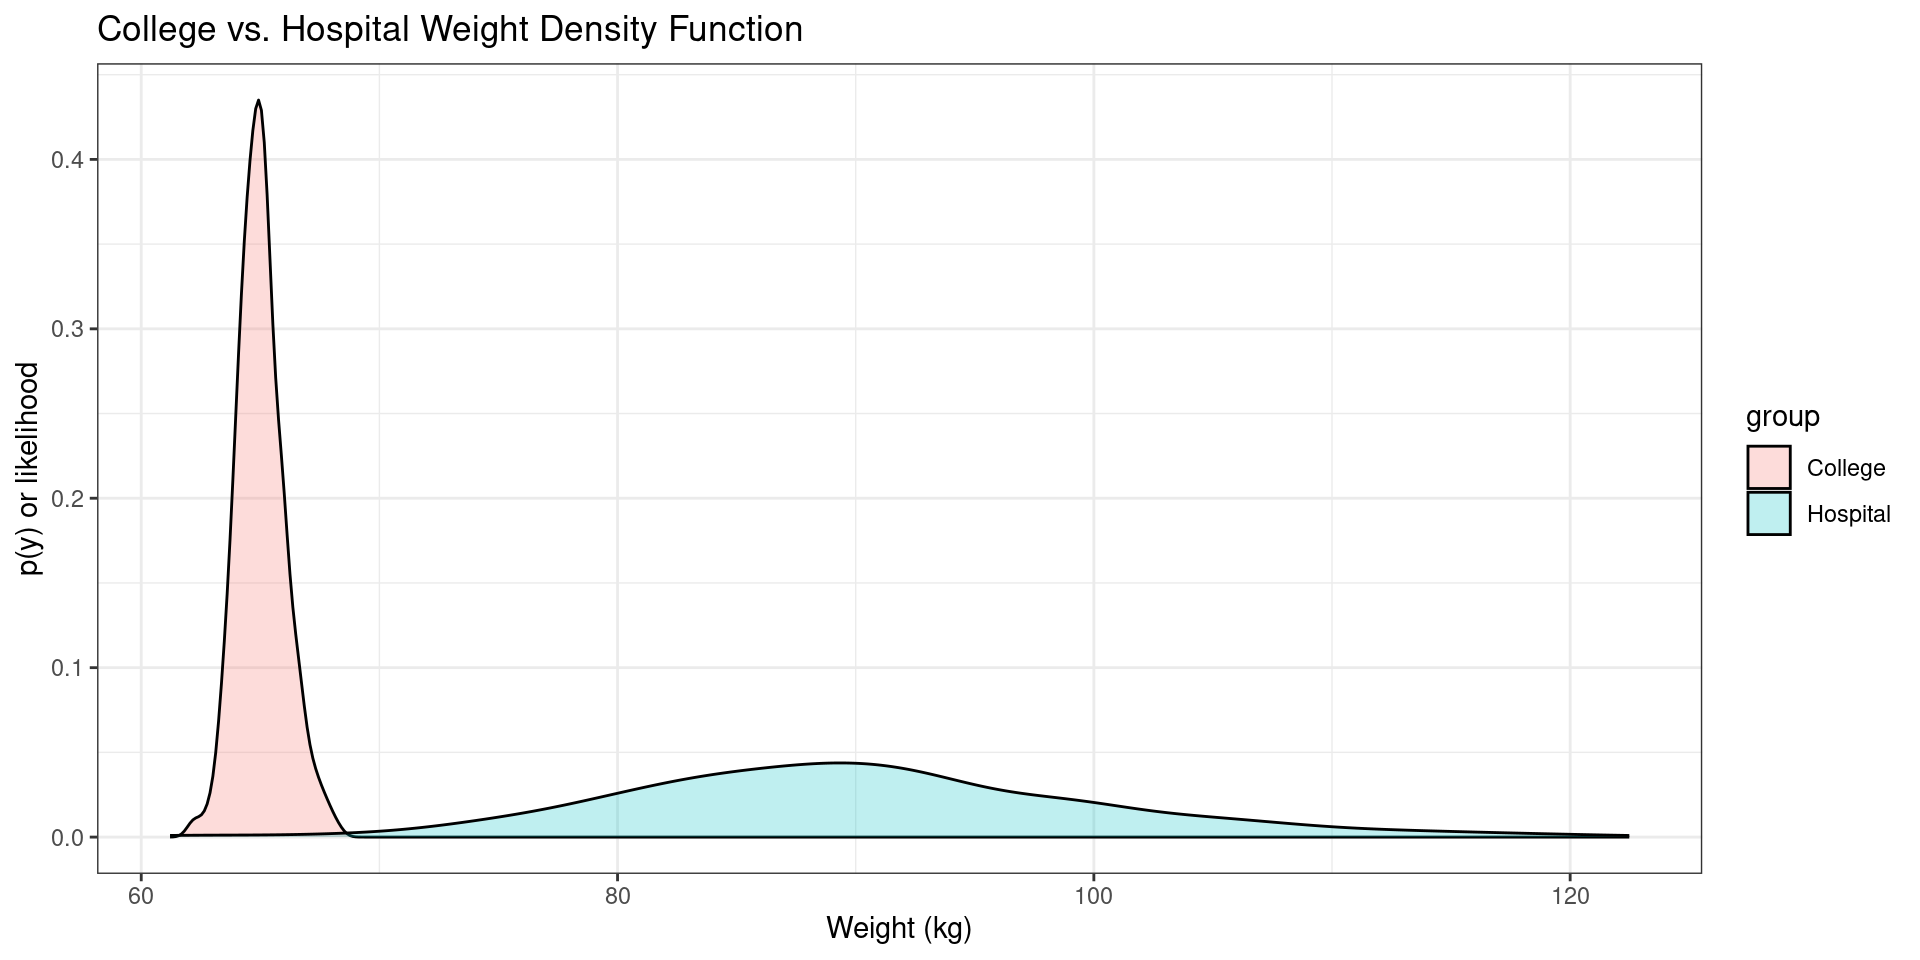 College vs. Hospital Weight Density Function
p(y) or likelihood
0.4
0.3
0.2
0.1
0.0
60
80
100
120
Weight (kg)
group
College
Hospital